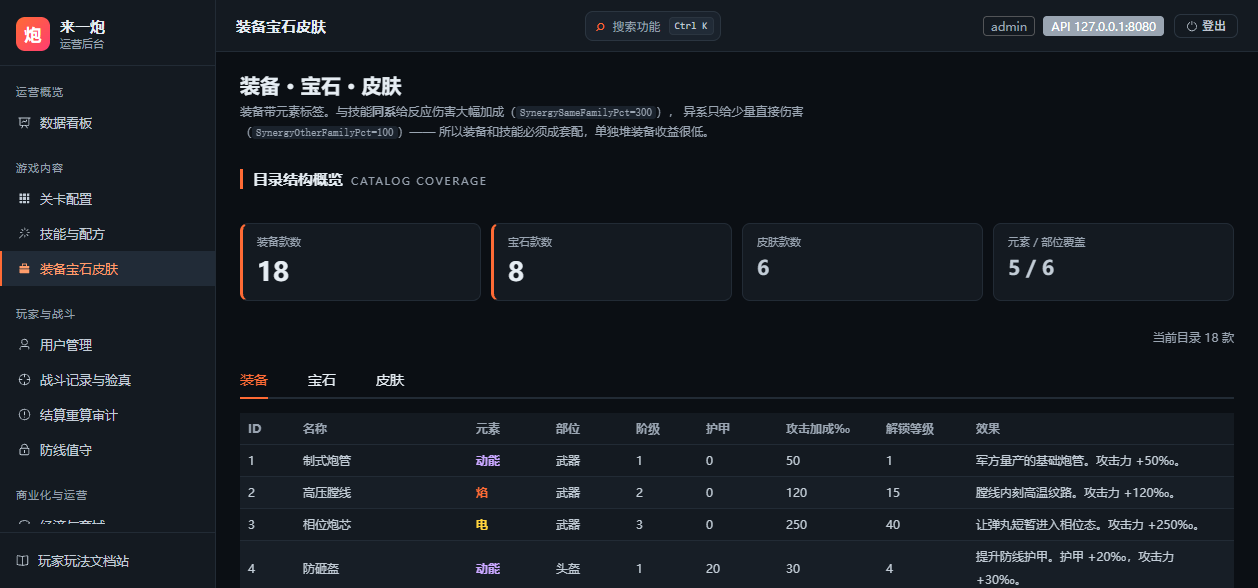 炮
来一炮
运营后台
装备宝石皮肤
搜索功能 Ctrl K
admin
API 127.0.0.1:8080
登出
运营概览
数据看板
游戏内容
关卡配置
技能与配方
装备宝石皮肤
玩家与战斗
用户管理
战斗记录与验真
结算重算审计
防线值守
商业化与运营
经济与商城
玩家玩法文档站
装备 · 宝石 · 皮肤
装备带元素标签。与技能同系给反应伤害大幅加成（SynergySameFamilyPct=300），异系只给少量直接伤害
（SynergyOtherFamilyPct=100）—— 所以装备和技能必须成套配，单独堆装备收益很低。
目录结构概览 CATALOG COVERAGE
装备款数
18
宝石款数
8
皮肤款数
6
元素 / 部位覆盖
5 / 6
当前目录 18 款
装备 宝石 皮肤
ID 名称 元素 部位 阶级 护甲 攻击加成‰ 解锁等级 效果
1 制式炮管 动能 武器 1 0 50 1 军方量产的基础炮管。攻击力 +50‰。
2 高压膛线 焰 武器 2 0 120 15 膛线内刻高温纹路。攻击力 +120‰。
3 相位炮芯 电 武器 3 0 250 40 让弹丸短暂进入相位态。攻击力 +250‰。
4 防砸盔 动能 头盔 1 20 30 4 提升防线护甲。护甲 +20‰，攻击力
+30‰。